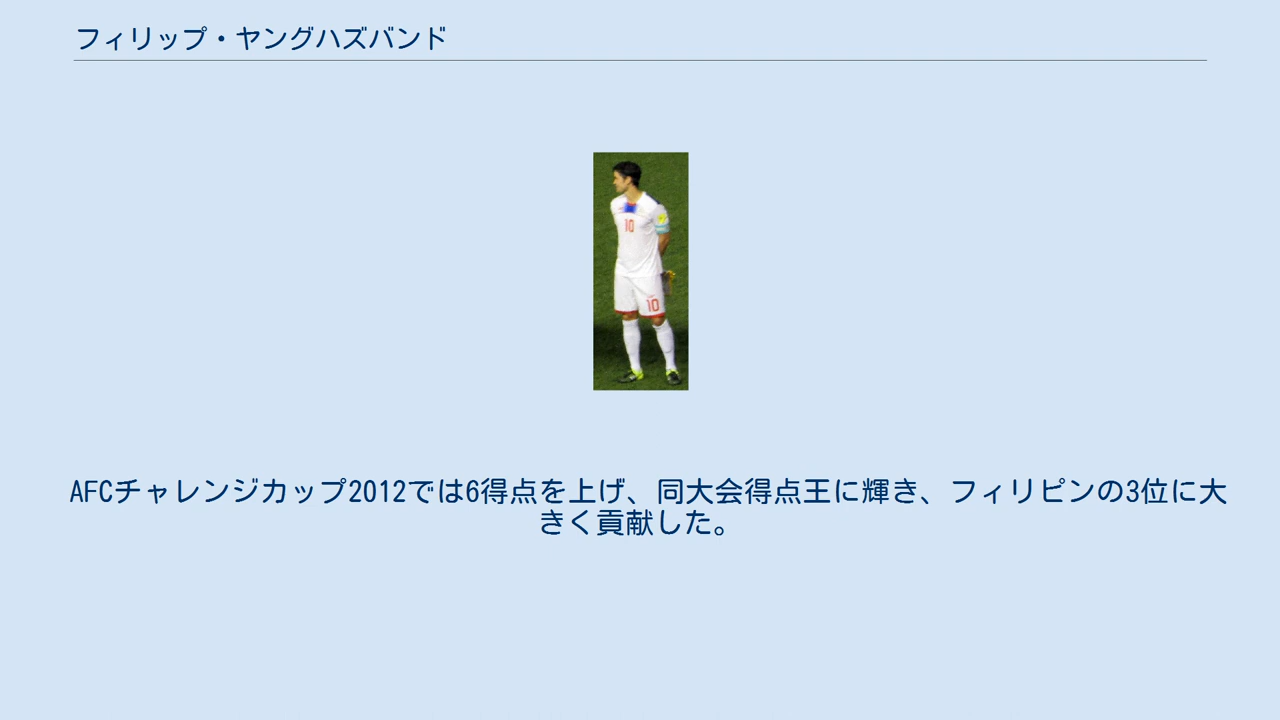 フィリップ・ヤングハズバンド
10
10
AFCチャレンジカップ2012では6得点を上げ、同大会得点王に輝き、フィリピンの3位に大
きく貢献した。